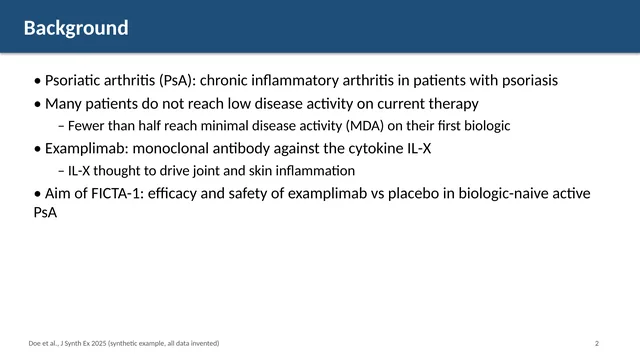 Background
• Psoriatic arthritis (PsA): chronic inflammatory arthritis in patients with psoriasis
• Many patients do not reach low disease activity on current therapy
– Fewer than half reach minimal disease activity (MDA) on their first biologic
• Examplimab: monoclonal antibody against the cytokine IL-X
– IL-X thought to drive joint and skin inflammation
• Aim of FICTA-1: efficacy and safety of examplimab vs placebo in biologic-naive active
PsA
Doe et al., J Synth Ex 2025 (synthetic example, all data invented)
2